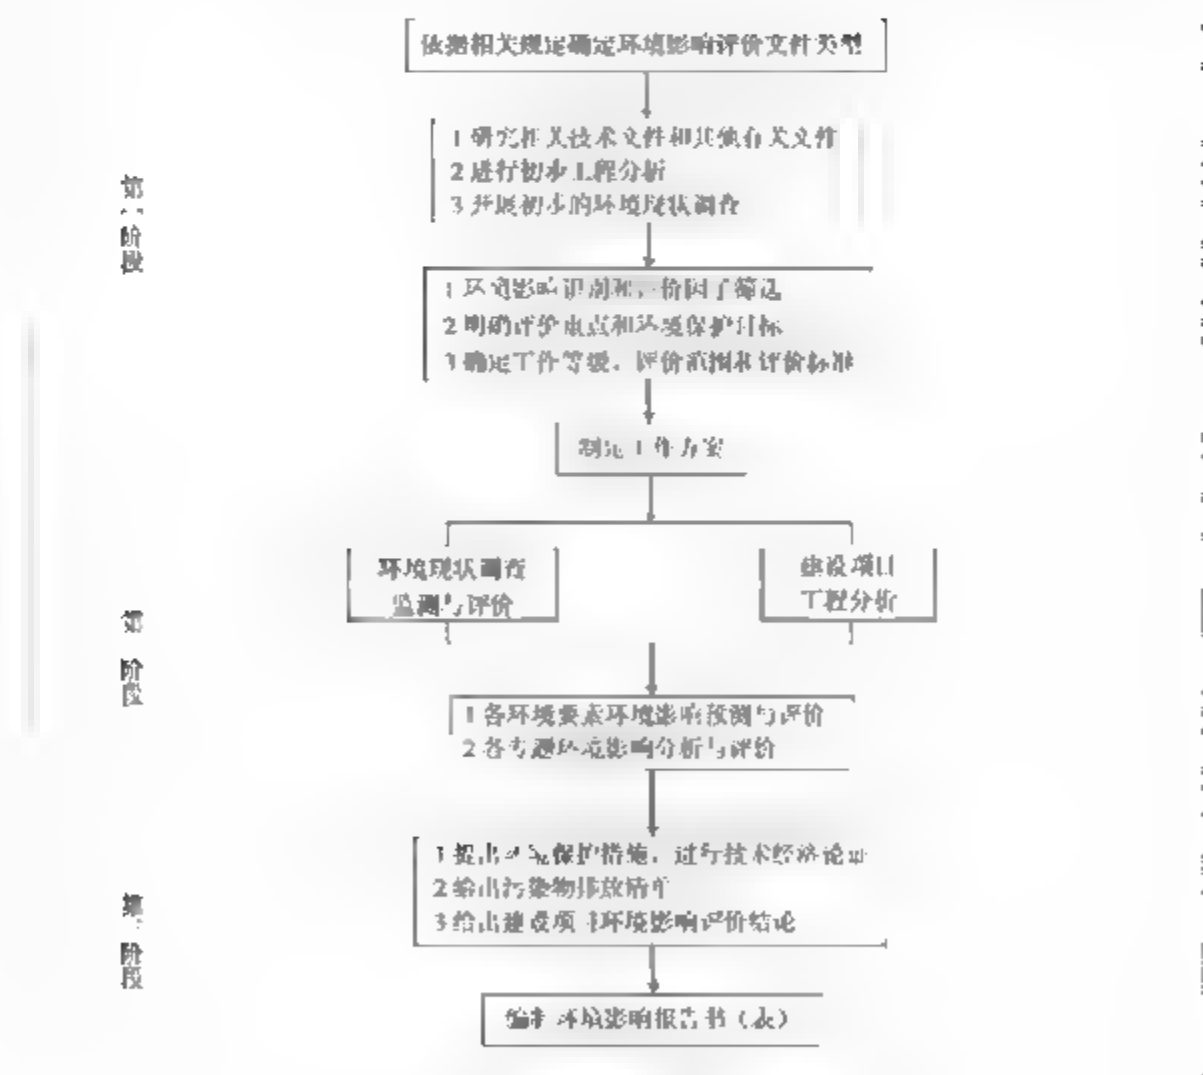 依据相关规定确定环境影响评价文件类型
1 研究相关技术文件和其他有关文件
2 进行初步工程分析
3 开展初步的环境现状调查
第一阶段
1 环境影响识别和评价因子筛选
2 明确评价重点和环境保护目标
3 确定工作等级、评价范围和评价标准
制定工作方案
环境现状调查
监测与评价
建设项目
工程分析
第 阶段
1 各环境要素环境影响预测与评价
2 各专题环境影响分析与评价
1 提出环境保护措施，进行技术经济论证
2 给出污染物排放清单
3 给出建设项目环境影响评价结论
第 阶段
编制环境影响报告书（表）